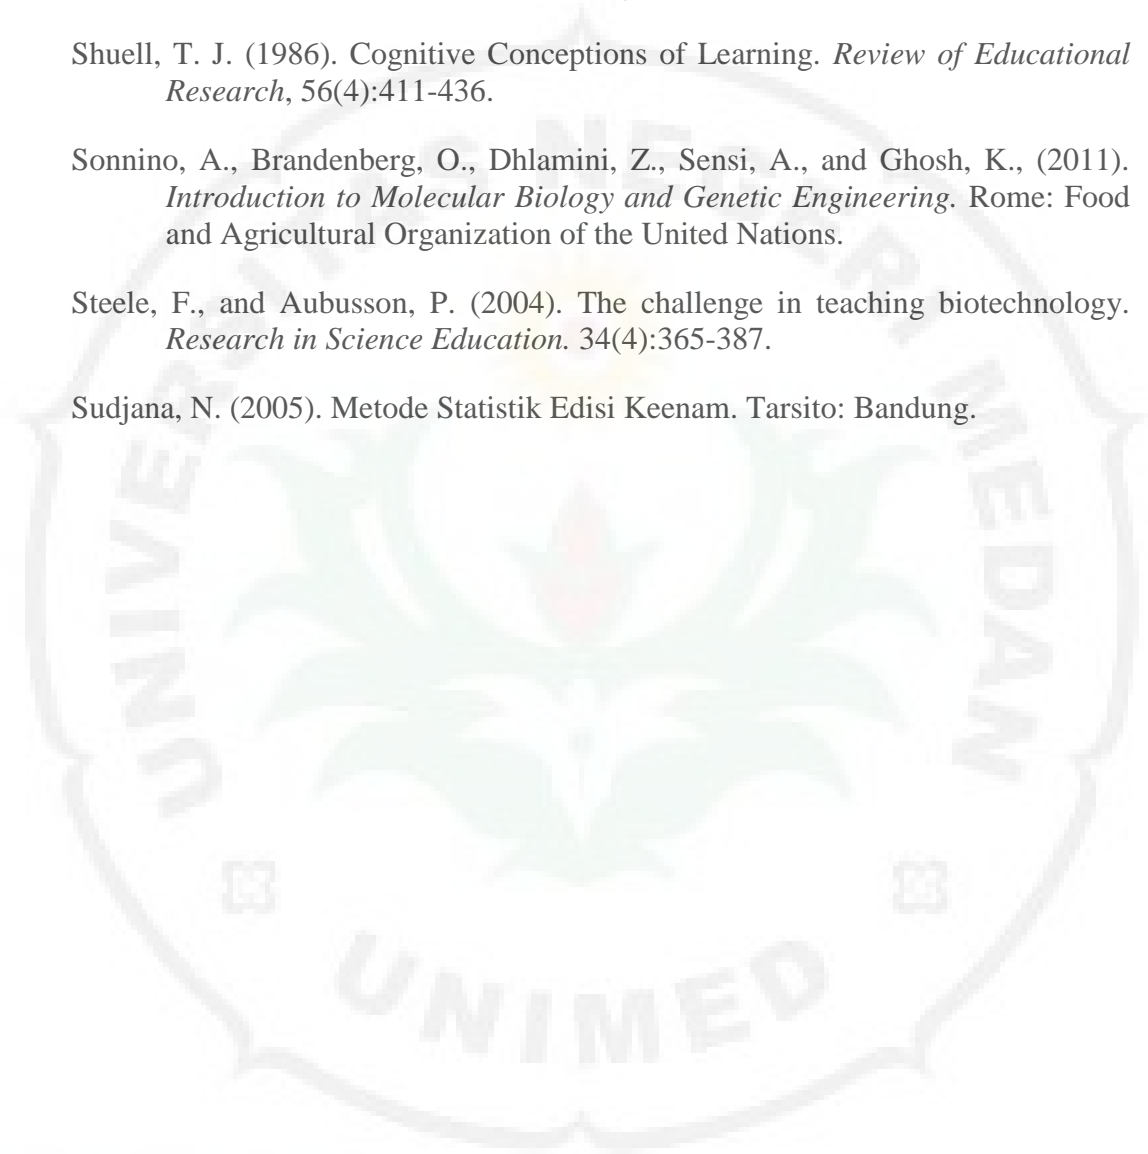 Shuell, T. J. (1986). Cognitive Conceptions of Learning. Review of Educational
Research, 56(4):411-436.
Sonnino, A., Brandenberg, O., Dhlamini, Z., Sensi, A., and Ghosh, K., (2011).
Introduction to Molecular Biology and Genetic Engineering. Rome: Food
and Agricultural Organization of the United Nations.
Steele, F., and Aubusson, P. (2004). The challenge in teaching biotechnology.
Research in Science Education. 34(4):365-387.
Sudjana, N. (2005). Metode Statistik Edisi Keenam. Tarsito: Bandung.
UNIVERSITAS NEGERI MEDAN
UNIMED